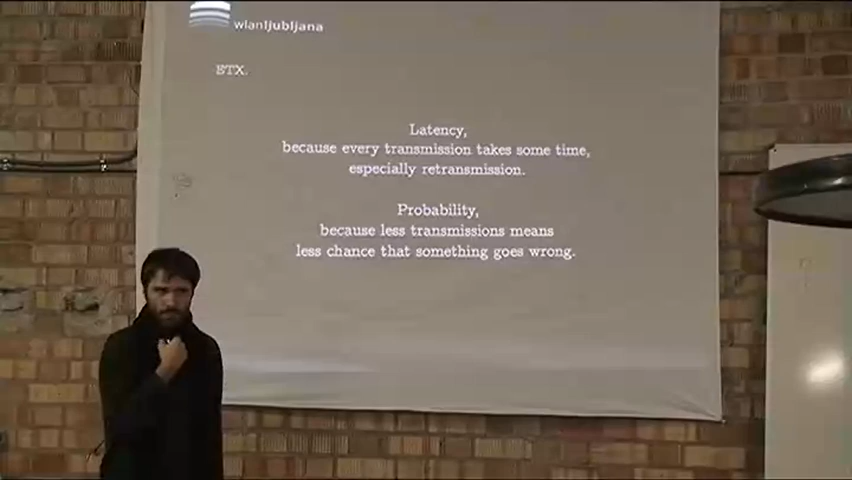 wlanljubljana
ETX.
Latency,
because every transmission takes some time,
especially retransmission.
Probability,
because less transmissions means
less chance that something goes wrong.